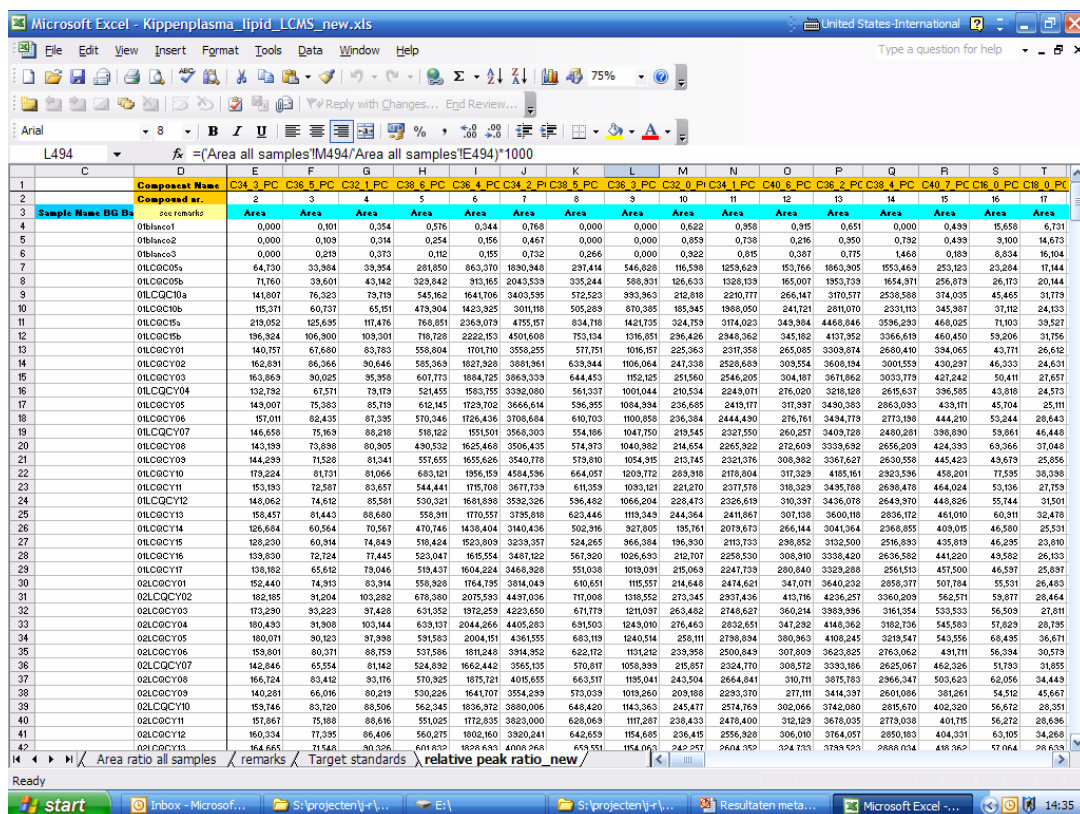 Microsoft Excel - Kippenplasma_lipid_LCMS_new.xls United States-International
File Edit View Insert Format Tools Data Window Help Type a question for help
75%
Reply with Changes... End Review...
Arial 8 B I U
L494 fx =('Area all samples'!M494/'Area all samples'!E494)*1000
C D E F G H I J K L M N O P Q R S T
1 Component Name C34_3_PC C36_5_PC C32_1_PC C38_6_PC C36_4_PC C34_2_P C38_5_PC C36_3_PC C32_0_P C34_1_PC C40_6_PC C36_2_PC C38_4_PC C40_7_PC C16_0_PC C18_0_PC
2 Compound nr. 2 3 4 5 6 7 8 9 10 11 12 13 14 15 16 17
3 Sample Name BG Ba see remarks Area Area Area Area Area Area Area Area Area Area Area Area Area Area Area Area
4 01blanco1 0,000 0,101 0,354 0,576 0,344 0,768 0,000 0,000 0,622 0,958 0,915 0,651 0,000 0,499 15,658 6,731
5 01blanco2 0,000 0,109 0,314 0,254 0,156 0,467 0,000 0,000 0,859 0,738 0,216 0,950 0,792 0,499 9,100 14,673
6 01blanco3 0,000 0,219 0,373 0,112 0,155 0,732 0,266 0,000 0,922 0,815 0,387 0,775 1,468 0,189 8,834 16,104
7 01LCQC05a 64,730 33,984 39,954 281,850 863,370 1890,948 297,414 546,828 116,598 1259,629 153,766 1863,905 1553,469 253,123 23,284 17,144
8 01LCQC05b 71,760 39,601 43,142 329,842 913,165 2043,539 335,244 588,931 126,633 1328,139 165,007 1953,739 1654,971 256,879 26,173 20,144
9 01LCQC10a 141,807 76,323 79,719 545,162 1641,706 3403,595 572,523 993,963 212,818 2210,777 266,147 3170,577 2538,588 374,035 45,465 31,779
10 01LCQC10b 115,371 60,737 65,151 479,904 1423,925 3011,118 505,289 870,385 185,945 1988,050 241,721 2811,070 2331,113 345,987 37,112 24,133
11 01LCQC15a 219,052 125,695 117,476 768,851 2369,079 4755,157 834,718 1421,735 324,759 3174,023 349,984 4468,846 3596,293 468,025 71,103 39,527
12 01LCQC15b 196,924 106,900 109,301 718,728 2222,153 4501,608 753,134 1316,851 296,426 2948,362 345,182 4137,952 3366,619 460,450 59,206 31,756
13 01LCQCY01 140,757 67,680 83,783 558,804 1701,710 3558,255 577,751 1016,157 225,363 2317,358 265,085 3309,874 2680,410 394,065 43,771 26,612
14 01LCQCY02 162,891 86,366 90,646 585,369 1827,928 3881,961 639,944 1106,064 247,338 2528,689 309,554 3608,194 3001,559 430,297 46,333 24,631
15 01LCQCY03 163,869 90,025 95,958 607,773 1884,725 3869,339 644,453 1152,125 251,560 2546,205 304,187 3671,862 3033,779 427,242 50,411 27,657
16 01LCQCY04 132,792 67,571 79,179 521,455 1583,755 3392,080 561,337 1001,044 210,534 2249,071 276,020 3218,128 2615,637 396,585 43,818 24,573
17 01LCQCY05 149,007 75,383 85,719 612,145 1729,702 3666,614 596,955 1084,394 236,685 2419,177 317,997 3490,383 2863,093 439,171 45,704 25,111
18 01LCQCY06 157,011 82,435 87,395 570,346 1726,436 3708,664 610,703 1100,858 236,384 2444,490 276,761 3494,779 2773,198 444,210 53,244 28,643
19 01LCQCY07 146,658 75,169 88,218 518,122 1551,501 3568,303 554,186 1047,750 219,545 2327,550 260,257 3409,728 2480,281 398,890 59,861 46,448
20 01LCQCY08 143,199 73,898 80,905 490,532 1625,468 3506,435 574,973 1040,982 214,654 2265,922 272,609 3339,692 2656,209 424,393 69,366 37,048
21 01LCQCY09 144,299 71,528 81,341 557,655 1655,626 3540,778 579,810 1054,915 213,745 2321,376 308,982 3367,627 2630,558 445,423 49,679 25,856
22 01LCQCY10 179,224 81,731 81,066 683,121 1956,159 4584,596 664,057 1209,772 289,918 2178,804 317,329 4185,161 2923,596 458,201 77,595 38,398
23 01LCQCY11 153,193 72,587 83,657 544,441 1715,708 3677,739 611,359 1093,121 221,270 2377,578 318,329 3495,788 2698,478 464,024 53,136 27,759
24 01LCQCY12 148,062 74,612 85,581 530,321 1681,898 3592,326 596,482 1066,204 228,473 2326,619 310,397 3436,078 2649,970 448,826 55,744 31,501
25 01LCQCY13 158,457 81,443 88,680 558,911 1770,557 3795,818 623,446 1119,349 244,364 2411,867 307,138 3600,118 2836,172 461,010 60,911 32,478
26 01LCQCY14 126,684 60,564 70,567 470,746 1438,404 3140,436 502,916 927,805 195,761 2079,673 266,144 3041,364 2368,855 409,015 46,580 25,531
27 01LCQCY15 128,230 60,914 74,849 518,424 1523,809 3239,357 524,265 966,384 196,930 2113,733 298,852 3132,500 2516,893 435,819 46,295 23,810
28 01LCQCY16 139,830 72,724 77,445 523,047 1615,554 3487,122 567,920 1026,693 212,707 2258,530 308,910 3338,420 2636,582 441,220 49,582 26,133
29 01LCQCY17 138,182 65,612 79,046 519,437 1604,224 3468,928 551,038 1019,091 215,069 2247,739 280,840 3329,288 2561,513 457,500 46,597 25,897
30 02LCQCY01 152,440 74,913 83,914 558,928 1764,795 3814,049 610,651 1115,557 214,648 2474,621 347,071 3640,232 2858,377 507,784 55,531 26,483
31 02LCQCY02 182,185 91,204 103,282 678,380 2075,593 4497,036 717,008 1318,552 273,345 2937,436 413,716 4236,257 3360,209 562,571 59,877 28,464
32 02LCQCY03 173,290 93,223 97,428 631,352 1972,259 4223,650 671,779 1211,097 263,482 2748,627 360,214 3989,996 3161,354 533,533 56,509 27,811
33 02LCQCY04 180,493 91,908 103,144 639,137 2044,266 4405,283 691,503 1249,010 276,463 2832,651 347,292 4148,362 3182,736 545,583 57,829 28,795
34 02LCQCY05 180,071 90,123 97,998 591,583 2004,151 4361,555 683,119 1240,514 258,111 2798,894 380,963 4108,245 3219,547 543,556 68,495 36,671
35 02LCQCY06 159,801 80,371 88,759 537,586 1811,248 3914,952 622,172 1131,212 239,958 2500,849 307,809 3623,825 2763,062 491,711 56,394 30,579
36 02LCQCY07 142,846 65,554 81,142 524,892 1662,442 3565,135 570,817 1058,999 215,857 2324,770 308,572 3393,186 2625,067 462,326 51,793 31,855
37 02LCQCY08 166,724 83,412 93,176 570,925 1875,721 4015,655 663,517 1195,041 243,504 2664,841 310,711 3875,783 2966,347 503,623 62,056 34,449
38 02LCQCY09 140,281 66,016 80,219 530,226 1641,707 3554,299 573,039 1019,260 209,188 2293,370 277,111 3414,397 2601,086 381,261 54,512 45,667
39 02LCQCY10 159,746 83,720 88,506 562,345 1836,972 3880,006 648,420 1143,363 245,477 2574,769 302,066 3742,080 2815,670 402,320 56,672 28,351
40 02LCQCY11 157,867 75,188 88,616 551,025 1772,835 3823,000 628,069 1117,287 238,433 2478,400 312,129 3678,035 2779,038 401,715 56,272 28,696
41 02LCQCY12 160,334 77,395 86,406 560,275 1802,160 3920,241 642,659 1154,685 236,415 2556,928 306,010 3764,057 2850,183 404,331 63,105 34,268
42 02LCQCY13 164,665 71,548 90,326 601,832 1828,693 4008,268 659,551 1154,063 242,257 2604,352 324,733 3799,523 2888,034 418,362 57,064 28,639
Area ratio all samples remarks Target standards relative peak ratio_new
Ready
start Inbox - Microsof... S:\projecten\j-r\... E:\ S:\projecten\j-r\... Resultaten meta... Microsoft Excel -... 14:35